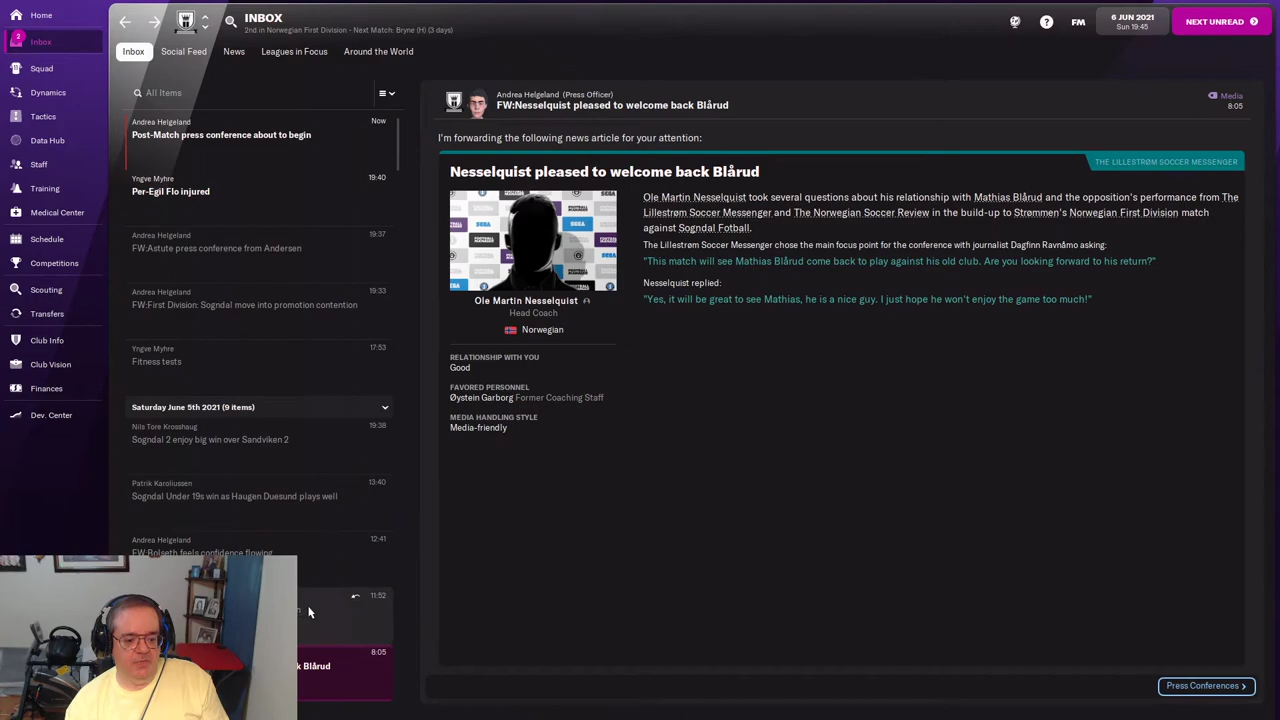 Home
2
Inbox
Squad
Dynamics
Tactics
Data Hub
Staff
Training
Medical Center
Schedule
Competitions
Scouting
Transfers
Club Info
Club Vision
Finances
Dev. Center
INBOX
2nd in Norwegian First Division - Next Match: Bryne (H) (3 days)
FM
6 JUN 2021
Sun 19:45
NEXT UNREAD
Inbox
Social Feed
News
Leagues in Focus
Around the World
All Items
Andrea Helgeland
Now
Post-Match press conference about to begin
Yngve Myhre
19:40
Per-Egil Flo injured
Andrea Helgeland
19:37
FW:Astute press conference from Andersen
Andrea Helgeland
19:33
FW:First Division: Sogndal move into promotion contention
Yngve Myhre
17:53
Fitness tests
Saturday June 5th 2021 (9 items)
Nils Tore Krosshaug
19:38
Sogndal 2 enjoy big win over Sandviken 2
Patrik Karoliussen
13:40
Sogndal Under 19s win as Haugen Duesund plays well
Andrea Helgeland
12:41
FW:Bolseth feels confidence flowing
11:52
8:05
k Blårud
Andrea Helgeland (Press Officer)
FW:Nesselquist pleased to welcome back Blårud
Media
8:05
I'm forwarding the following news article for your attention:
THE LILLESTRØM SOCCER MESSENGER
Nesselquist pleased to welcome back Blårud
Ole Martin Nesselquist took several questions about his relationship with Mathias Blårud and the opposition's performance from The
Lillestrøm Soccer Messenger and The Norwegian Soccer Review in the build-up to Strømmen's Norwegian First Division match
against Sogndal Fotball.
The Lillestrøm Soccer Messenger chose the main focus point for the conference with journalist Dagfinn Ravnåmo asking:
"This match will see Mathias Blårud come back to play against his old club. Are you looking forward to his return?"
Nesselquist replied:
"Yes, it will be great to see Mathias, he is a nice guy. I just hope he won't enjoy the game too much!"
SEGA
Ole Martin Nesselquist
Head Coach
Norwegian
RELATIONSHIP WITH YOU
Good
FAVORED PERSONNEL
Øystein Garborg Former Coaching Staff
MEDIA HANDLING STYLE
Media-friendly
Press Conferences